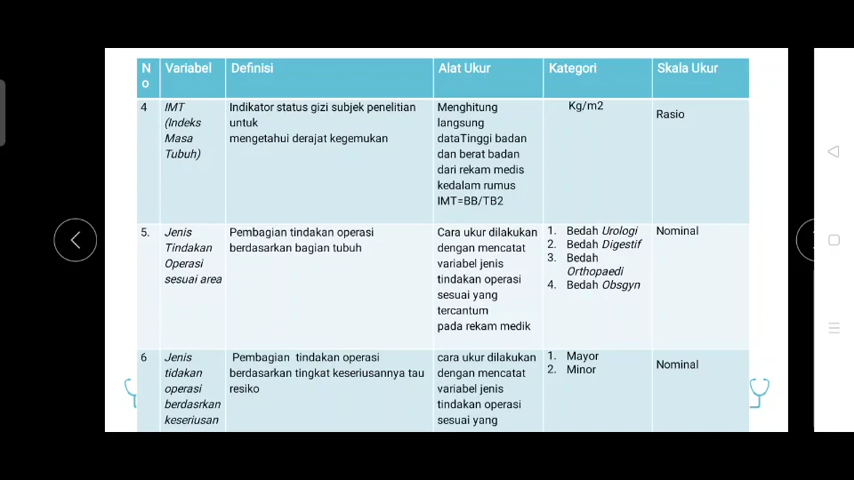 No Variabel Definisi Alat Ukur Kategori Skala Ukur
4 IMT (Indeks Masa Tubuh)
Indikator status gizi subjek penelitian
untuk
mengetahui derajat kegemukan
Menghitung
langsung
dataTinggi badan
dan berat badan
dari rekam medis
kedalam rumus
IMT=BB/TB2
Kg/m2
Rasio
5. Jenis
Tindakan
Operasi
sesuai area
Pembagian tindakan operasi
berdasarkan bagian tubuh
Cara ukur dilakukan
dengan mencatat
variabel jenis
tindakan operasi
sesuai yang
tercantum
pada rekam medik
1. Bedah Urologi
2. Bedah Digestif
3. Bedah
Orthopaedi
4. Bedah Obsgyn
Nominal
6 Jenis
tidakan
operasi
berdasrkan
keseriusan
Pembagian tindakan operasi
berdasarkan tingkat keseriusannya tau
resiko
cara ukur dilakukan
dengan mencatat
variabel jenis
tindakan operasi
sesuai yang
1. Mayor
2. Minor
Nominal